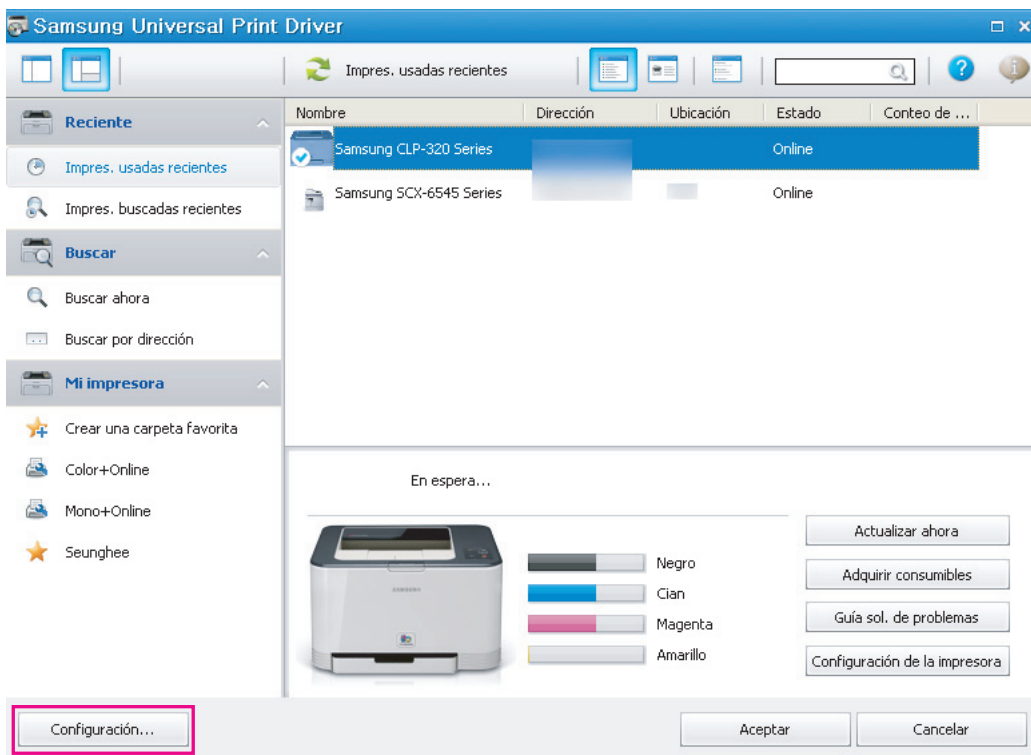 Samsung Universal Print Driver
Impres. usadas recientes
Reciente
Impres. usadas recientes
Impres. buscadas recientes
Buscar
Buscar ahora
Buscar por dirección
Mi impresora
Crear una carpeta favorita
Color+Online
Mono+Online
Seunghee
Nombre Dirección Ubicación Estado Conteo de ...
Samsung CLP-320 Series Online
Samsung SCX-6545 Series Online
En espera...
SAMSUNG
Negro
Cian
Magenta
Amarillo
Actualizar ahora
Adquirir consumibles
Guía sol. de problemas
Configuración de la impresora
Configuración...
Aceptar
Cancelar